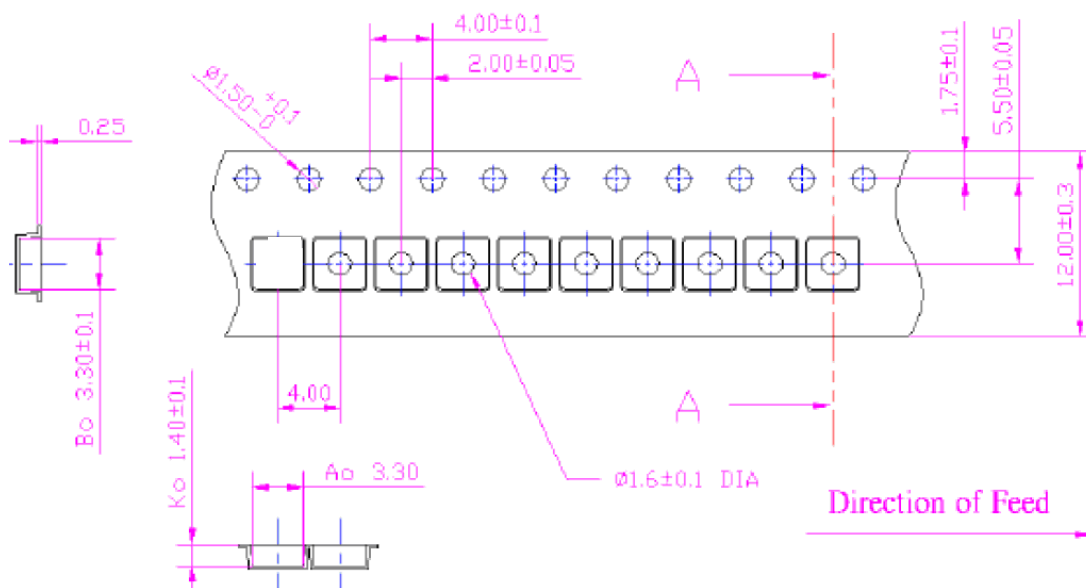 4.00±0.1
2.00±0.05
Ø1.50 +0.1 -0
0.25
A
1.75±0.1
5.50±0.05
12.00±0.3
Bo 3.30±0.1
4.00
Ko 1.40±0.1
Ao 3.30
A
Ø1.6±0.1 DIA
Direction of Feed